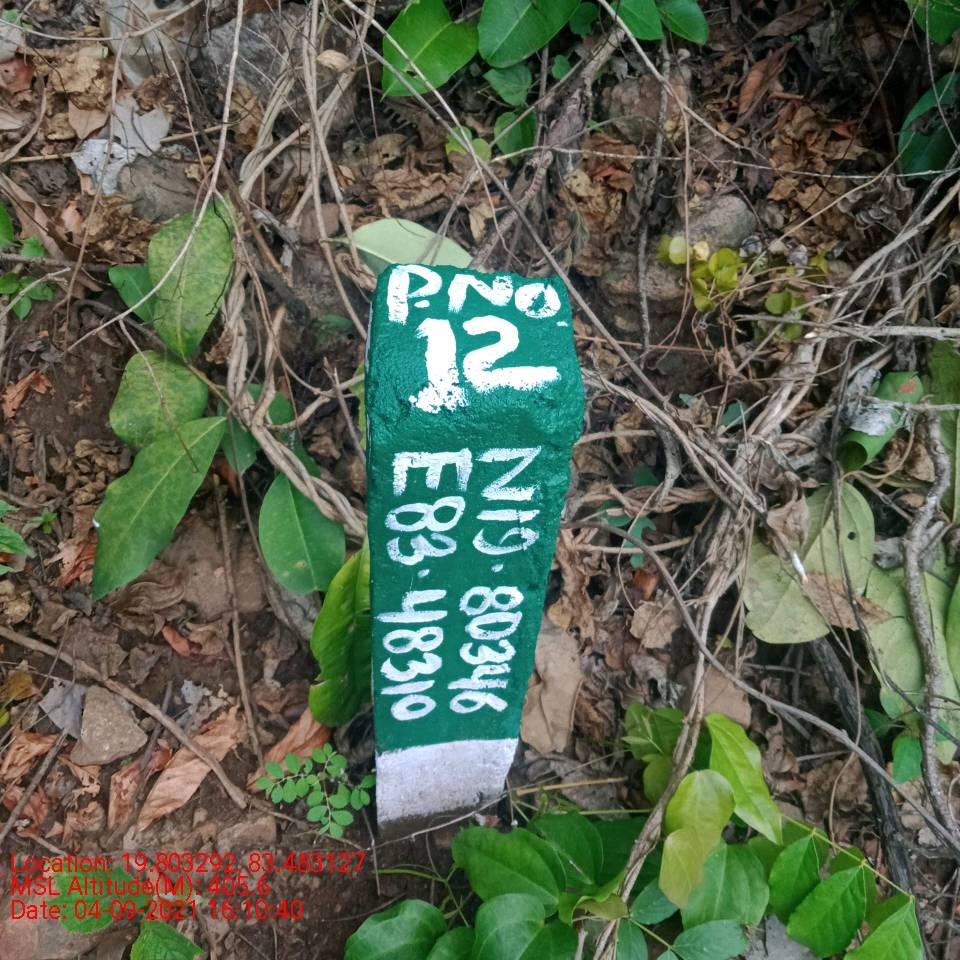 P.NO.
12
N19.80346
E83.48310
Location: 19.803292, 83.483127
MSL Altitude(M): 405.6
Date: 04-09-2021 16:10:40